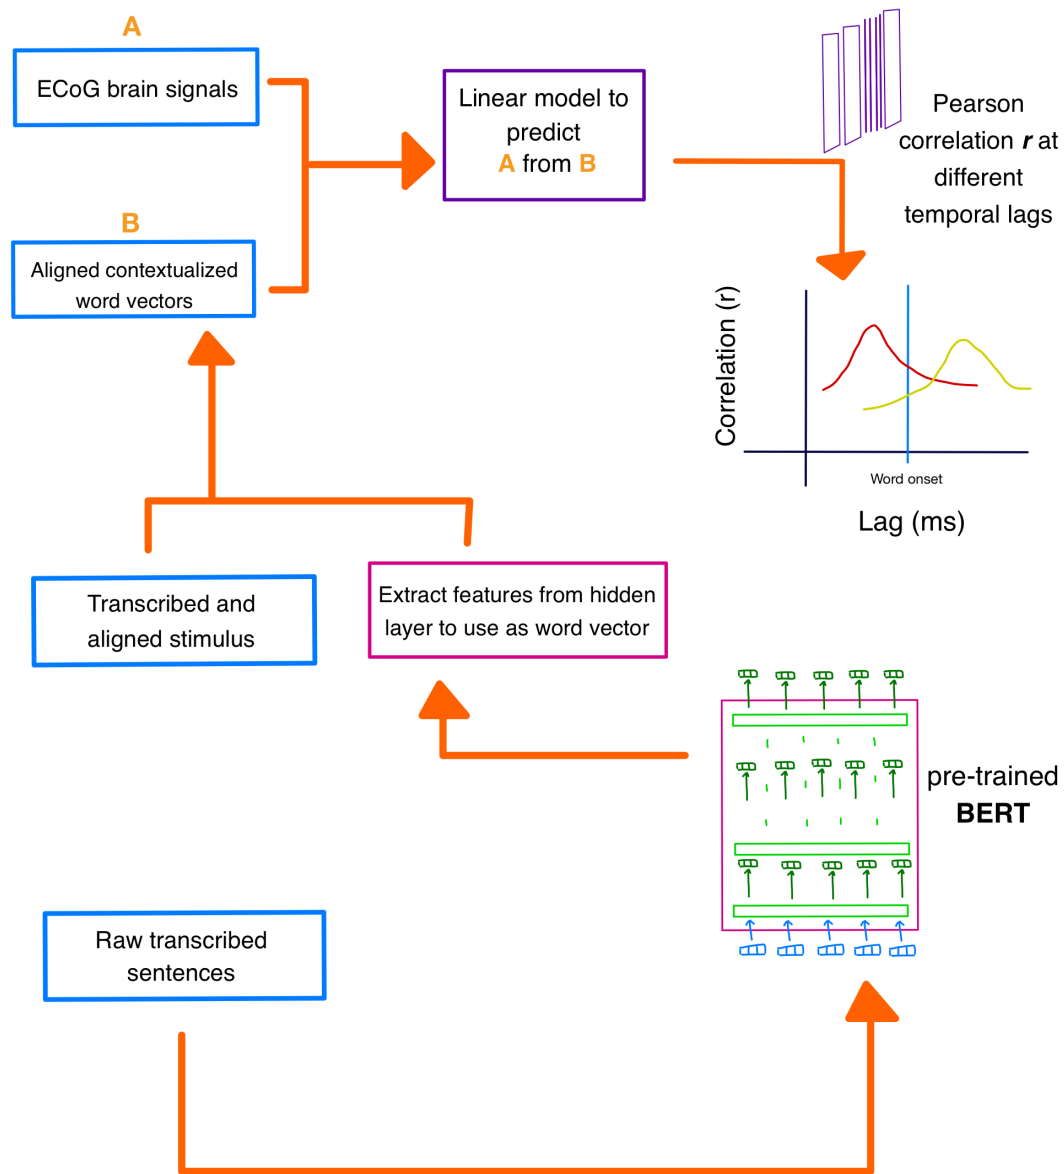 A
ECoG brain signals
B
Aligned contextualized
word vectors
Linear model to
predict
A from B
Pearson
correlation r at
different
temporal lags
Correlation (r)
Word onset
Lag (ms)
Transcribed and
aligned stimulus
Extract features from hidden
layer to use as word vector
pre-trained
BERT
Raw transcribed
sentences